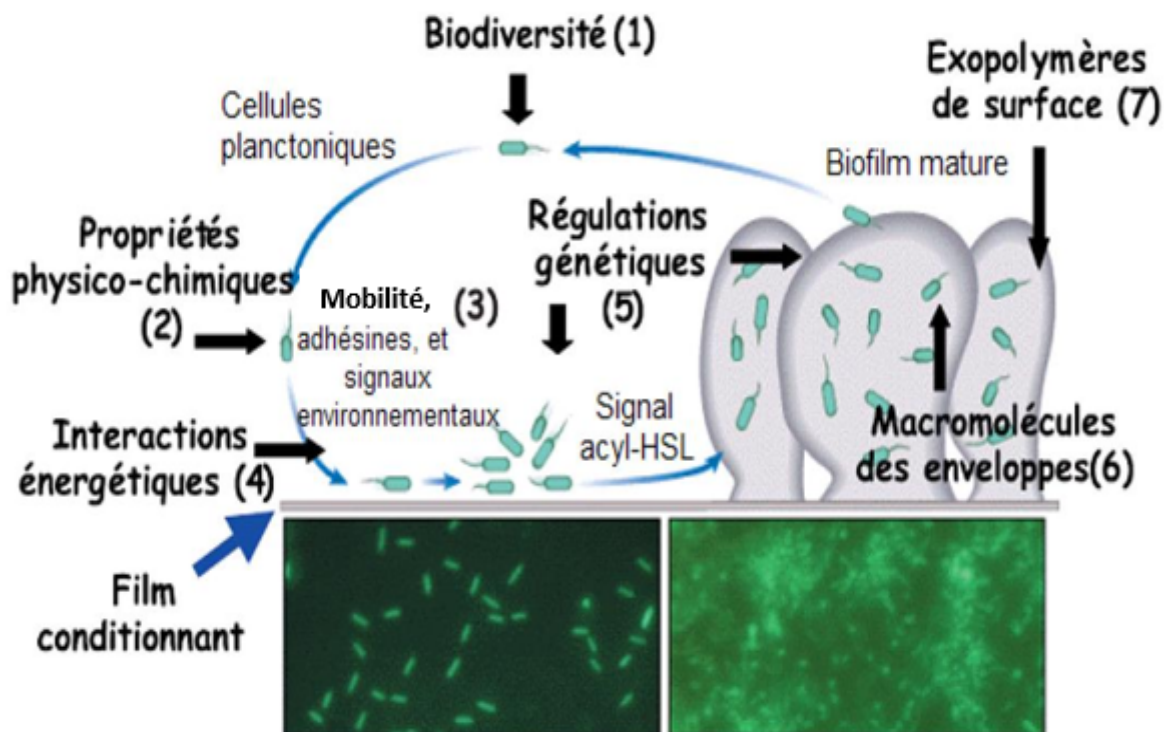 Biodiversité (1)
Exopolymères
de surface (7)
Cellules
planctoniques
Biofilm mature
Régulations
génétiques
(5)
Propriétés
physico-chimiques
(2)
Mobilité, (3)
adhésines, et
signaux
environnementaux
Signal
acyl-HSL
Macromolécules
des enveloppes(6)
Interactions
énergétiques (4)
Film
conditionnant